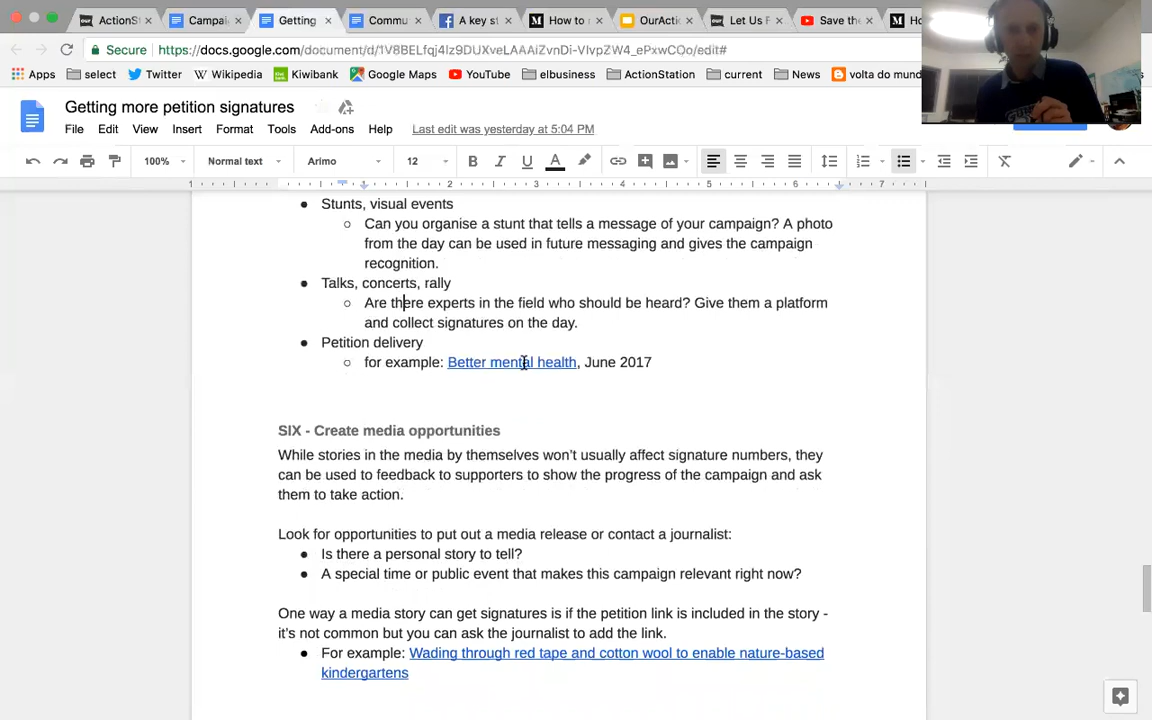 ActionSt
Campai
Getting
Commu
A key st
How to r
OurActi
Let Us F
Save the
Ho
Secure
https://docs.google.com/document/d/1V8BELfqj4Iz9DUXveLAAAiZvnDi-VIvpZW4_ePxwCOo/edit#
Apps
select
Twitter
Wikipedia
Kiwibank
Google Maps
YouTube
elbusiness
ActionStation
current
News
volta do mund
Getting more petition signatures
File Edit View Insert Format Tools Add-ons Help Last edit was yesterday at 5:04 PM
100% Normal text Arimo 12
1 1 2 3 4 5 6 7
● Stunts, visual events
○ Can you organise a stunt that tells a message of your campaign? A photo
from the day can be used in future messaging and gives the campaign
recognition.
● Talks, concerts, rally
○ Are there experts in the field who should be heard? Give them a platform
and collect signatures on the day.
● Petition delivery
○ for example: Better mental health, June 2017
SIX - Create media opportunities
While stories in the media by themselves won't usually affect signature numbers, they
can be used to feedback to supporters to show the progress of the campaign and ask
them to take action.
Look for opportunities to put out a media release or contact a journalist:
● Is there a personal story to tell?
● A special time or public event that makes this campaign relevant right now?
One way a media story can get signatures is if the petition link is included in the story -
it's not common but you can ask the journalist to add the link.
● For example: Wading through red tape and cotton wool to enable nature-based
kindergartens